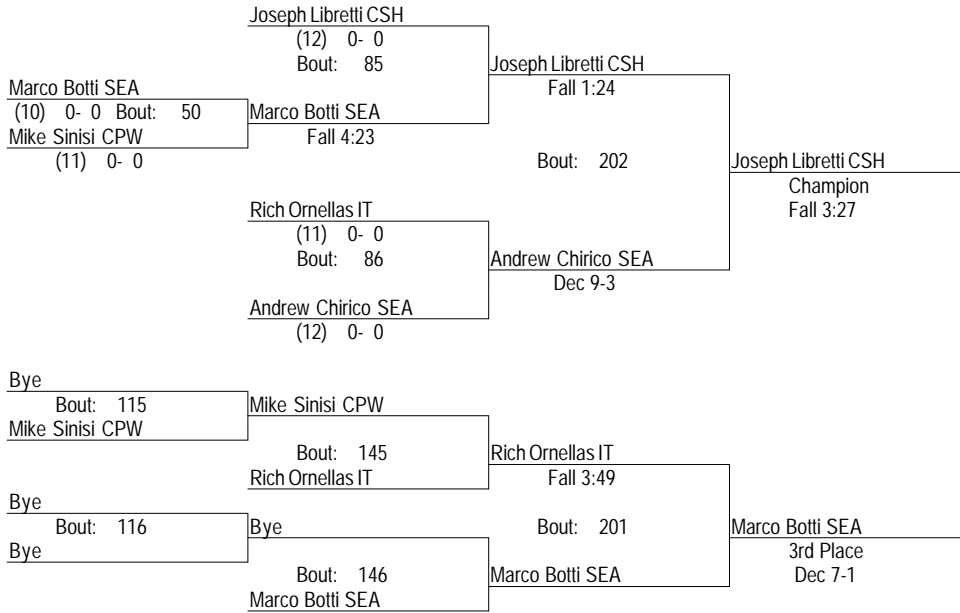 Joseph Libretti CSH
(12) 0- 0
Bout: 85
Joseph Libretti CSH
Fall 1:24
Marco Botti SEA
(10) 0- 0 Bout: 50
Marco Botti SEA
Fall 4:23
Mike Sinisi CPW
(11) 0- 0
Bout: 202
Joseph Libretti CSH
Champion
Fall 3:27
Rich Ornellas IT
(11) 0- 0
Bout: 86
Andrew Chirico SEA
Dec 9-3
Andrew Chirico SEA
(12) 0- 0
Bye
Bout: 115
Mike Sinisi CPW
Mike Sinisi CPW
Bout: 145
Rich Ornellas IT
Fall 3:49
Rich Ornellas IT
Bye
Bout: 116
Bye
Bye
Bout: 201
Marco Botti SEA
3rd Place
Dec 7-1
Bout: 146
Marco Botti SEA
Marco Botti SEA